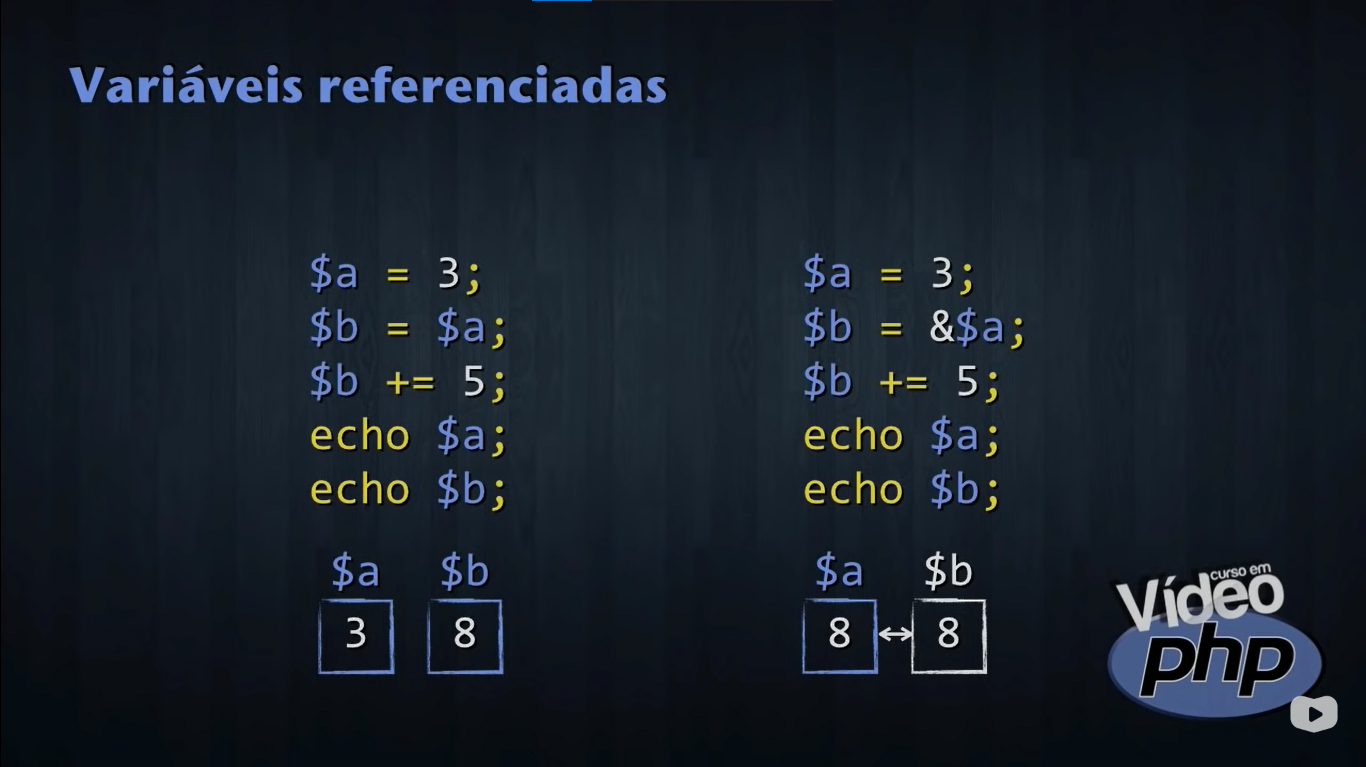 Variáveis referenciadas
$a = 3;
$b = $a;
$b += 5;
echo $a;
echo $b;
$a $b
3 8
$a = 3;
$b = &$a;
$b += 5;
echo $a;
echo $b;
$a $b
8 ↔ 8
curso em
Vídeo
php